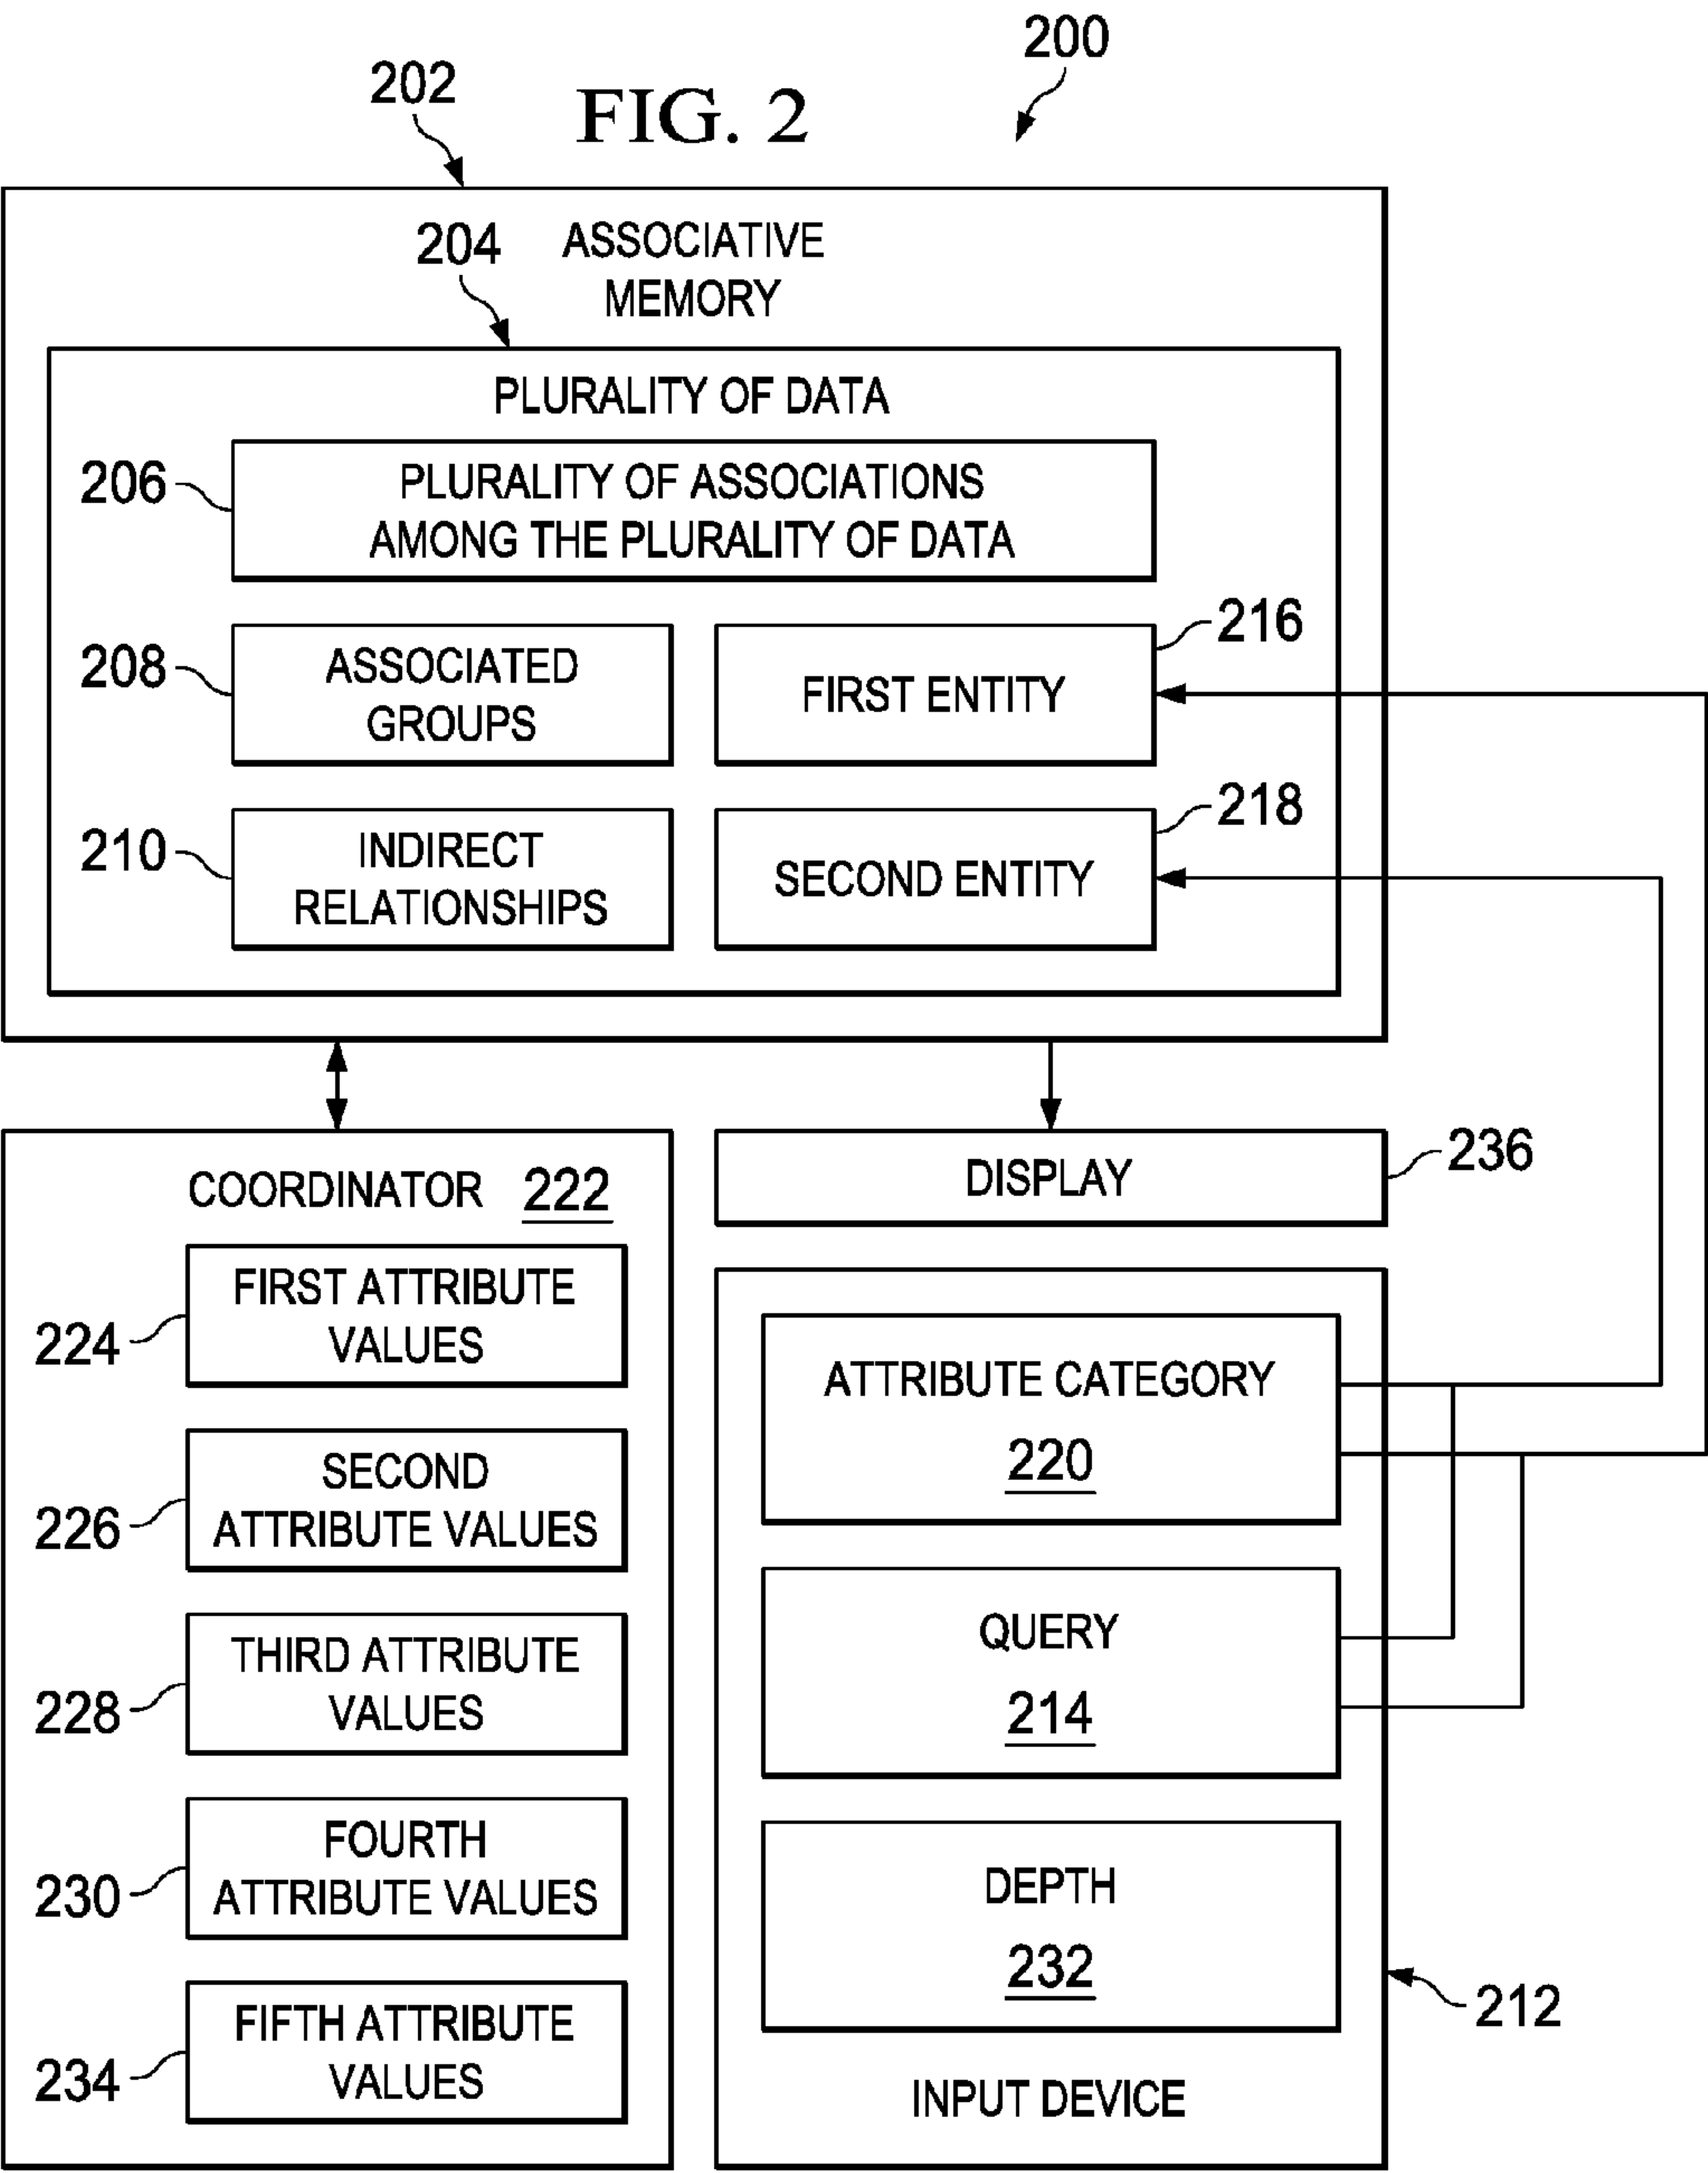 200
202
FIG. 2
204
ASSOCIATIVE
MEMORY
PLURALITY OF DATA
206
PLURALITY OF ASSOCIATIONS
AMONG THE PLURALITY OF DATA
216
208
ASSOCIATED
GROUPS
FIRST ENTITY
218
210
INDIRECT
RELATIONSHIPS
SECOND ENTITY
COORDINATOR 222
224
FIRST ATTRIBUTE
VALUES
226
SECOND
ATTRIBUTE VALUES
228
THIRD ATTRIBUTE
VALUES
230
FOURTH
ATTRIBUTE VALUES
234
FIFTH ATTRIBUTE
VALUES
DISPLAY
236
ATTRIBUTE CATEGORY
220
QUERY
214
DEPTH
232
212
INPUT DEVICE